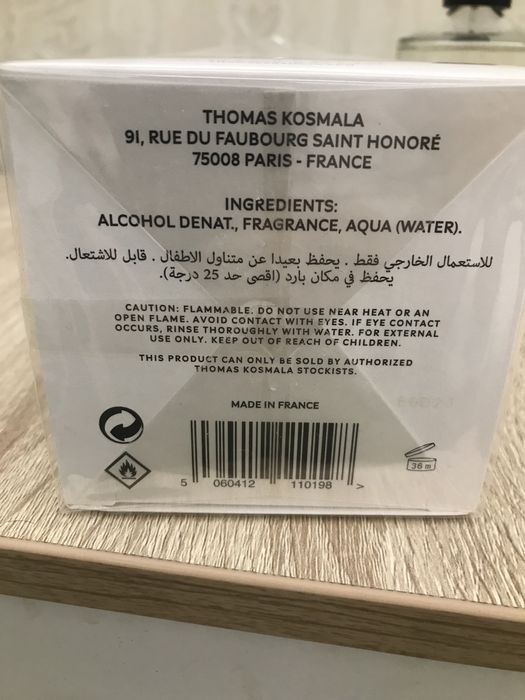 THOMAS KOSMALA
91, RUE DU FAUBOURG SAINT HONORÉ
75008 PARIS - FRANCE
INGREDIENTS:
ALCOHOL DENAT., FRAGRANCE, AQUA (WATER).
للاستعمال الخارجي فقط . يحفظ بعيدا عن متناول الاطفال . قابل للاشتعال.
يحفظ في مكان بارد (اقصى حد 25 درجة).
CAUTION: FLAMMABLE. DO NOT USE NEAR HEAT OR AN
OPEN FLAME. AVOID CONTACT WITH EYES. IF EYE CONTACT
OCCURS, RINSE THOROUGHLY WITH WATER. FOR EXTERNAL
USE ONLY. KEEP OUT OF REACH OF CHILDREN.
THIS PRODUCT CAN ONLY BE SOLD BY AUTHORIZED
THOMAS KOSMALA STOCKISTS.
MADE IN FRANCE
36 m
5 060412 110198 >